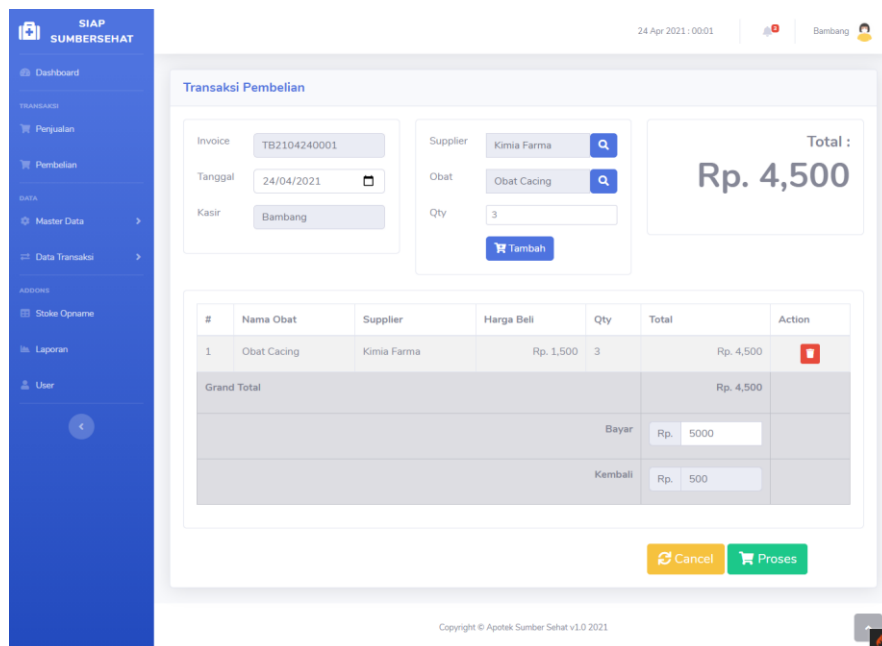 SIAP
SUMBERSEHAT
24 Apr 2021 : 00:01
Bambang
Dashboard
TRANSAKSI
Penjualan
Pembelian
DATA
Master Data
Data Transaksi
ADDONS
Stoke Opname
Laporan
User
Transaksi Pembelian
Invoice TB2104240001
Tanggal 24/04/2021
Kasir Bambang
Supplier Kimia Farma
Obat Obat Cacing
Qty 3
Tambah
Total :
Rp. 4,500
# Nama Obat Supplier Harga Beli Qty Total Action
1 Obat Cacing Kimia Farma Rp. 1,500 3 Rp. 4,500
Grand Total Rp. 4,500
Bayar Rp. 5000
Kembali Rp. 500
Cancel Proses
Copyright © Apotek Sumber Sehat v1.0 2021